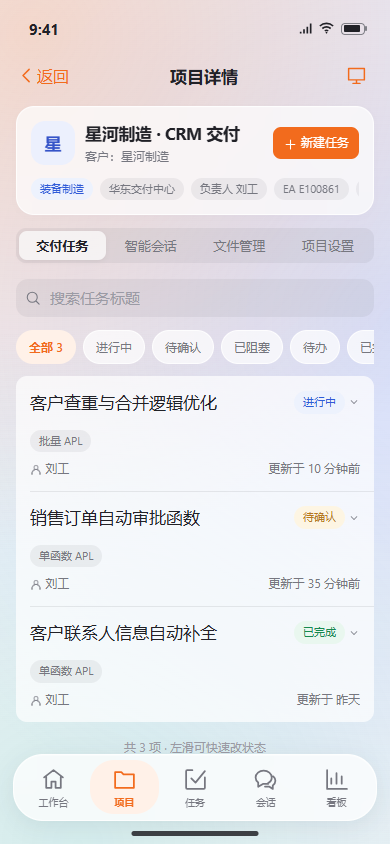 9:41
返回
项目详情
星
星河制造 · CRM 交付
客户：星河制造
+ 新建任务
装备制造 华东交付中心 负责人 刘工 EA E100861
交付任务 智能会话 文件管理 项目设置
搜索任务标题
全部 3 进行中 待确认 已阻塞 待办
客户查重与合并逻辑优化 进行中
批量 APL
刘工 更新于 10 分钟前
销售订单自动审批函数 待确认
单函数 APL
刘工 更新于 35 分钟前
客户联系人信息自动补全 已完成
单函数 APL
刘工 更新于 昨天
共 3 项 · 左滑可快速改状态
工作台 项目 任务 会话 看板